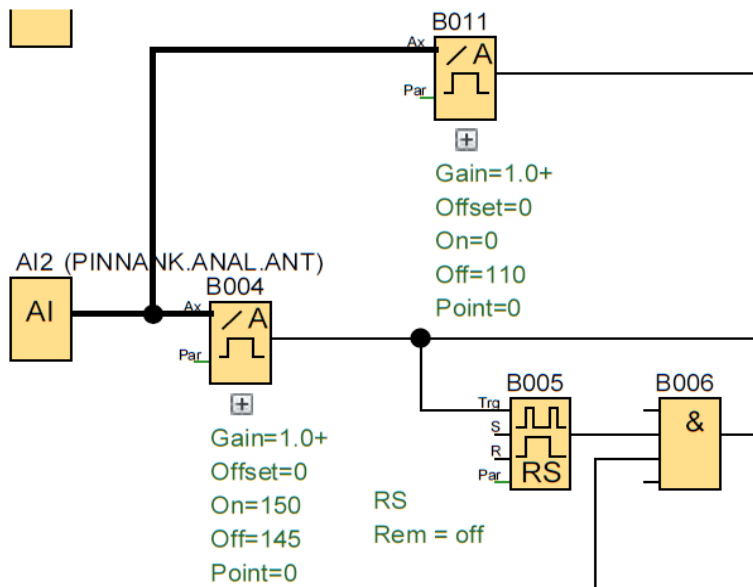 B011
Ax
A
Par
Gain=1.0+
Offset=0
On=0
Off=110
Point=0
AI2 (PINNANK.ANAL.ANT)
AI
B004
Ax
A
Par
Gain=1.0+
Offset=0
On=150
Off=145
Point=0
B005
Trg
S
R
Par
RS
RS
Rem = off
B006
&